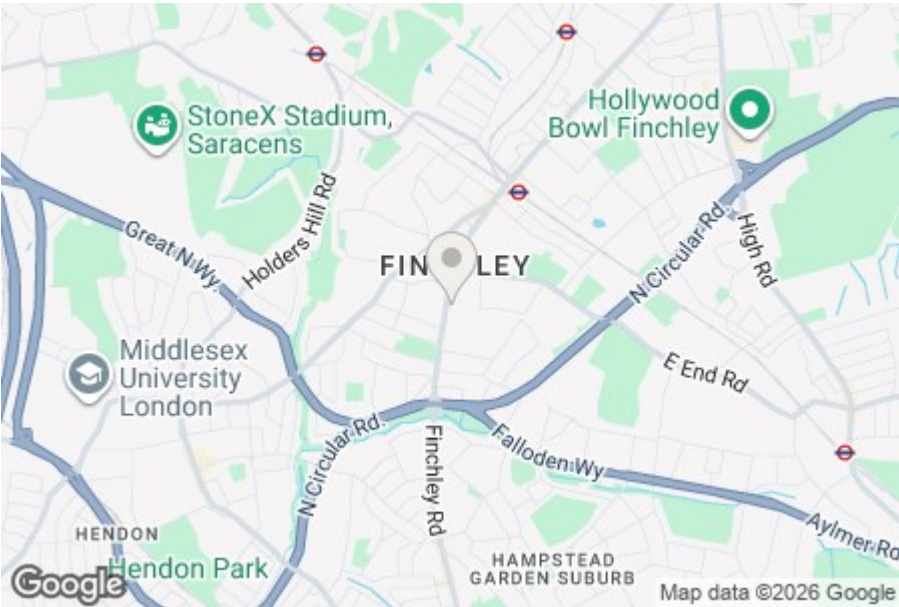 StoneX Stadium,
Saracens
Hollywood
Bowl Finchley
Great N Wy
Holders Hill Rd
FIN LEY
N Circular Rd
High Rd
Middlesex
University
London
E End Rd
N Circular Rd
Finchley Rd
Falloden Wy
Aylmer Rd
HENDON
Hendon Park
HAMPSTEAD
GARDEN SUBURB
Google
Map data ©2026 Google